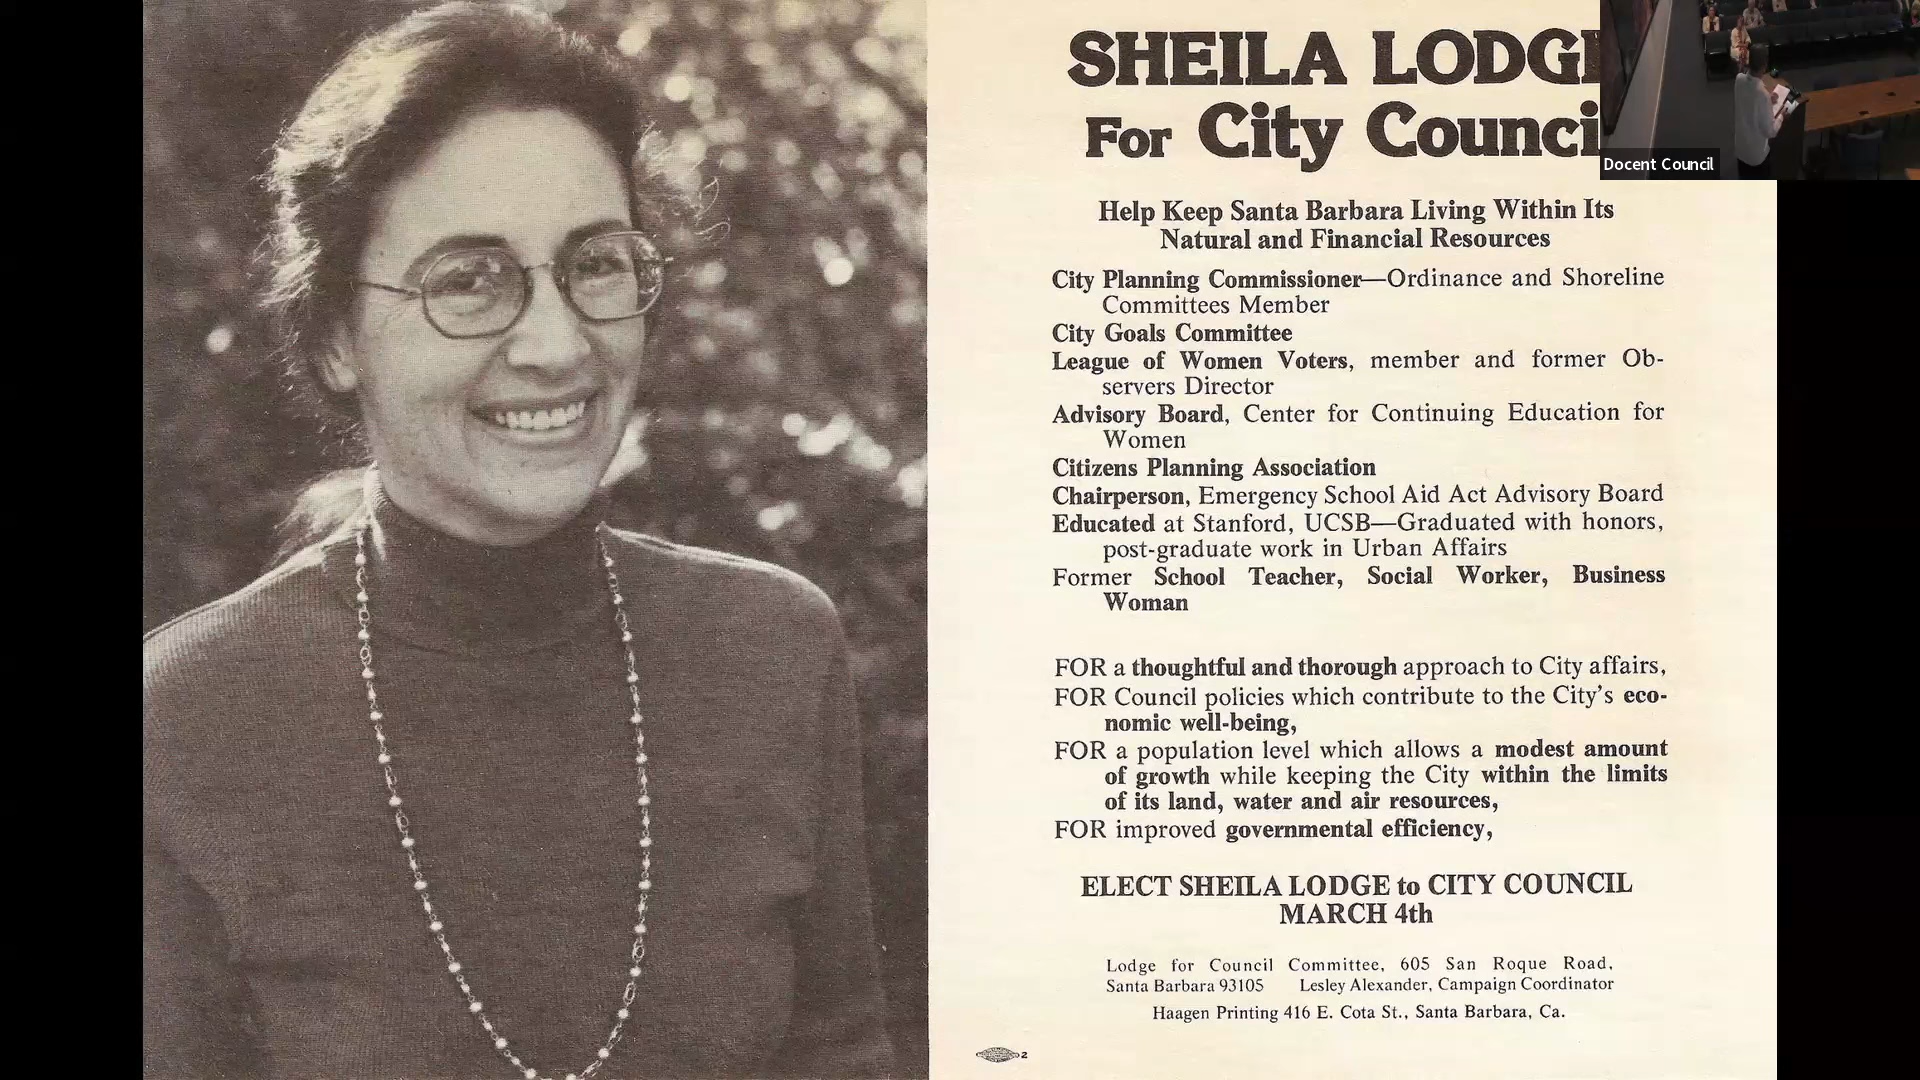 SHEILA LODGE
For City Counci
Docent Council
Help Keep Santa Barbara Living Within Its
Natural and Financial Resources
City Planning Commissioner—Ordinance and Shoreline
Committees Member
City Goals Committee
League of Women Voters, member and former Ob-
servers Director
Advisory Board, Center for Continuing Education for
Women
Citizens Planning Association
Chairperson, Emergency School Aid Act Advisory Board
Educated at Stanford, UCSB—Graduated with honors,
post-graduate work in Urban Affairs
Former School Teacher, Social Worker, Business
Woman
FOR a thoughtful and thorough approach to City affairs,
FOR Council policies which contribute to the City's eco-
nomic well-being,
FOR a population level which allows a modest amount
of growth while keeping the City within the limits
of its land, water and air resources,
FOR improved governmental efficiency,
ELECT SHEILA LODGE to CITY COUNCIL
MARCH 4th
Lodge for Council Committee, 605 San Roque Road,
Santa Barbara 93105 Lesley Alexander, Campaign Coordinator
Haagen Printing 416 E. Cota St., Santa Barbara, Ca.
2